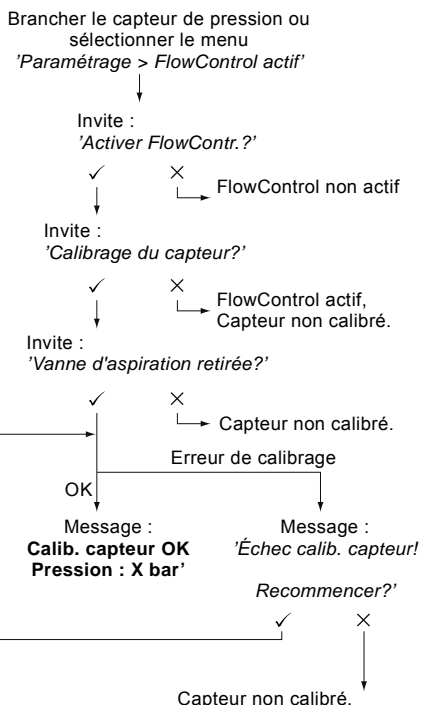 Brancher le capteur de pression ou
sélectionner le menu
'Paramétrage > FlowControl actif'
Invite :
'Activer FlowContr.?'
FlowControl non actif
Invite :
'Calibrage du capteur?'
FlowControl actif,
Capteur non calibré.
Invite :
'Vanne d'aspiration retirée?'
Capteur non calibré.
Erreur de calibrage
OK
Message :
Calib. capteur OK
Pression : X bar'
Message :
'Échec calib. capteur!
Recommencer?'
Capteur non calibré.